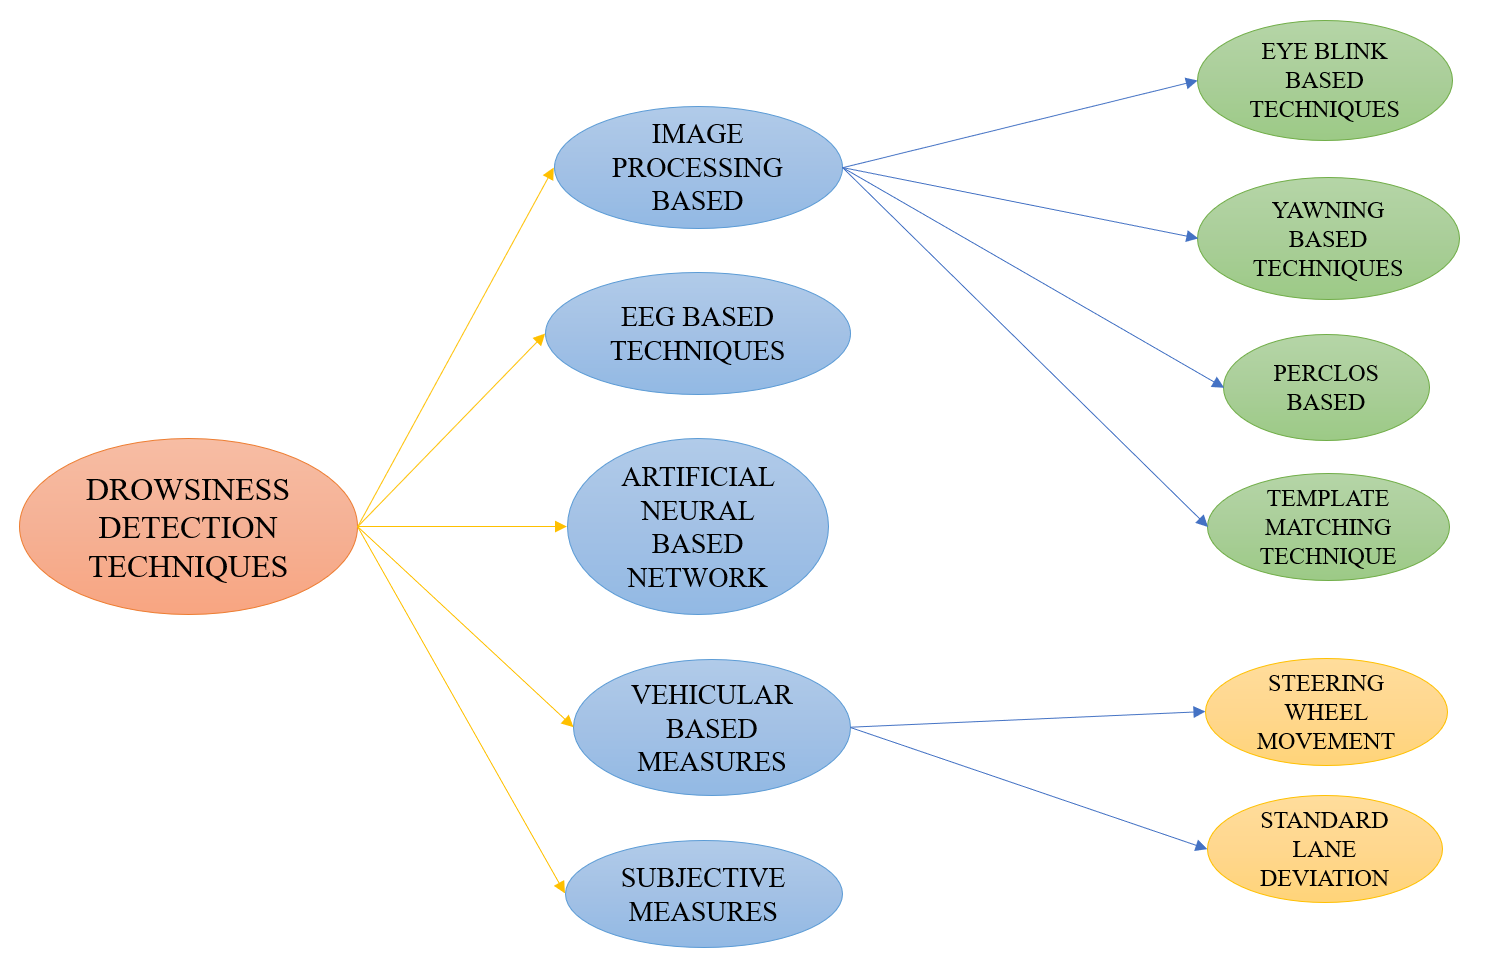 DROWSINESS
DETECTION
TECHNIQUES
IMAGE
PROCESSING
BASED
EEG BASED
TECHNIQUES
ARTIFICIAL
NEURAL
BASED
NETWORK
VEHICULAR
BASED
MEASURES
SUBJECTIVE
MEASURES
EYE BLINK
BASED
TECHNIQUES
YAWNING
BASED
TECHNIQUES
PERCLOS
BASED
TEMPLATE
MATCHING
TECHNIQUE
STEERING
WHEEL
MOVEMENT
STANDARD
LANE
DEVIATION